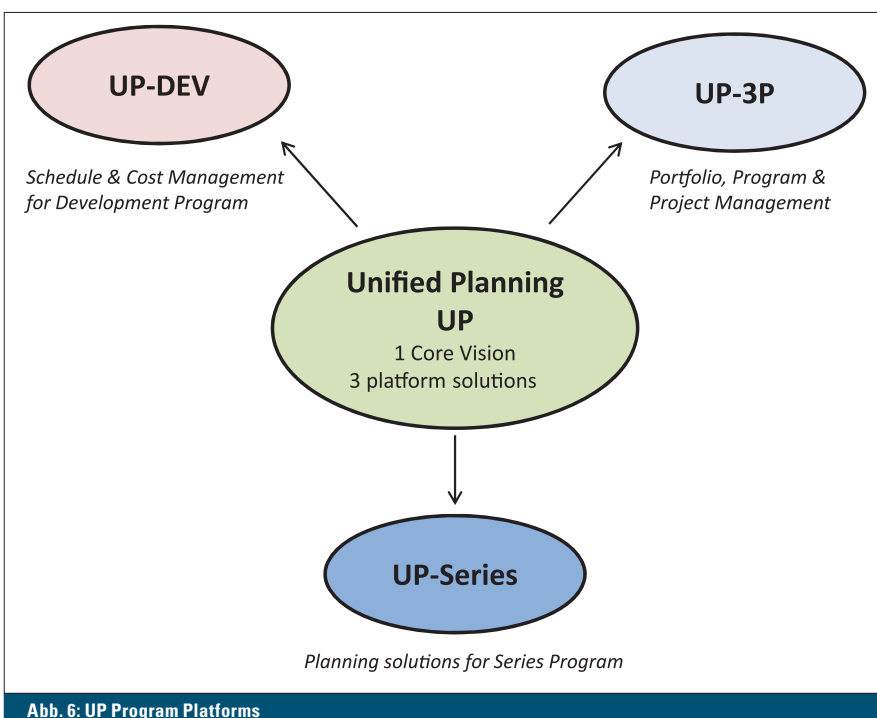 UP-DEV
Schedule & Cost Management
for Development Program
UP-3P
Portfolio, Program &
Project Management
Unified Planning
UP
1 Core Vision
3 platform solutions
UP-Series
Planning solutions for Series Program
Abb. 6: UP Program Platforms